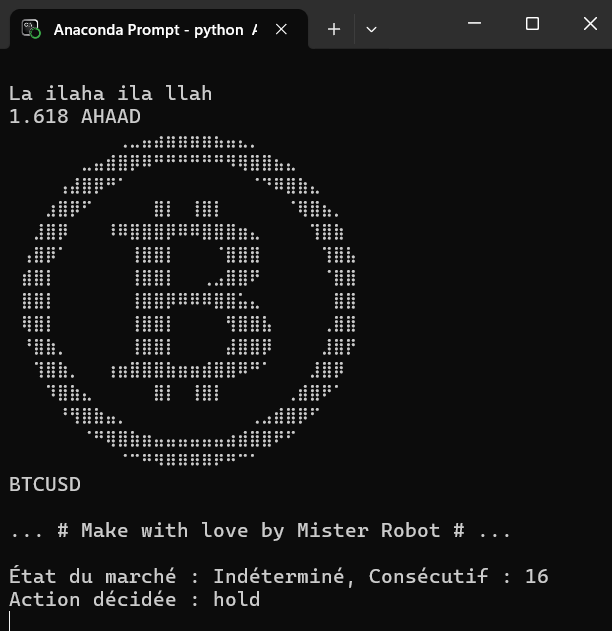 Anaconda Prompt - python A
La ilaha ila llah
1.618 AHAAD
BTCUSD
... # Make with love by Mister Robot # ...
État du marché : Indéterminé, Consécutif : 16
Action décidée : hold